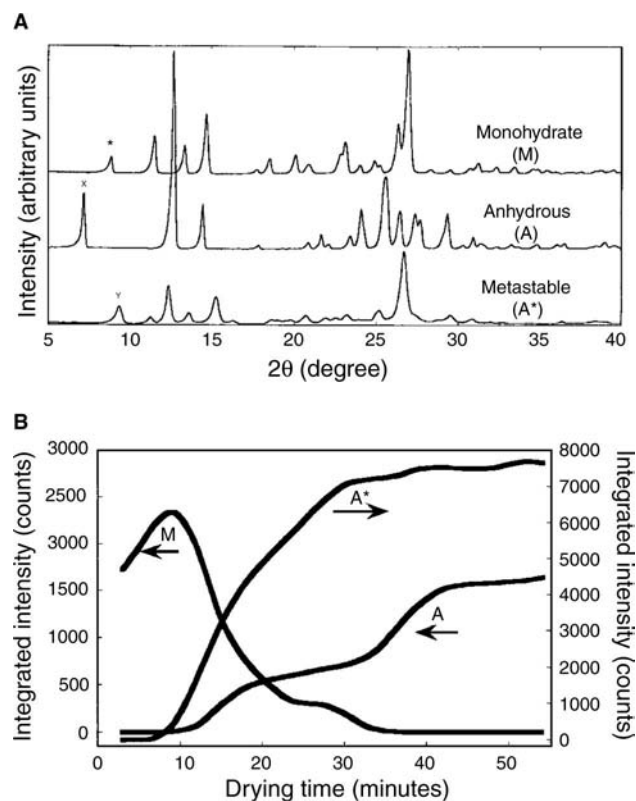 A
Intensity (arbitrary units)
*
Monohydrate
(M)
X
Anhydrous
(A)
Y
Metastable
(A*)
5 10 15 20 25 30 35 40
2θ (degree)
B
Integrated intensity (counts)
3000
2500
3000
1500
1000
500
0
M
A*
A
8000
7000
6000
5000
4000
3000
2000
1000
0
Integrated intensity (counts)
0 10 20 30 40 50
Drying time (minutes)